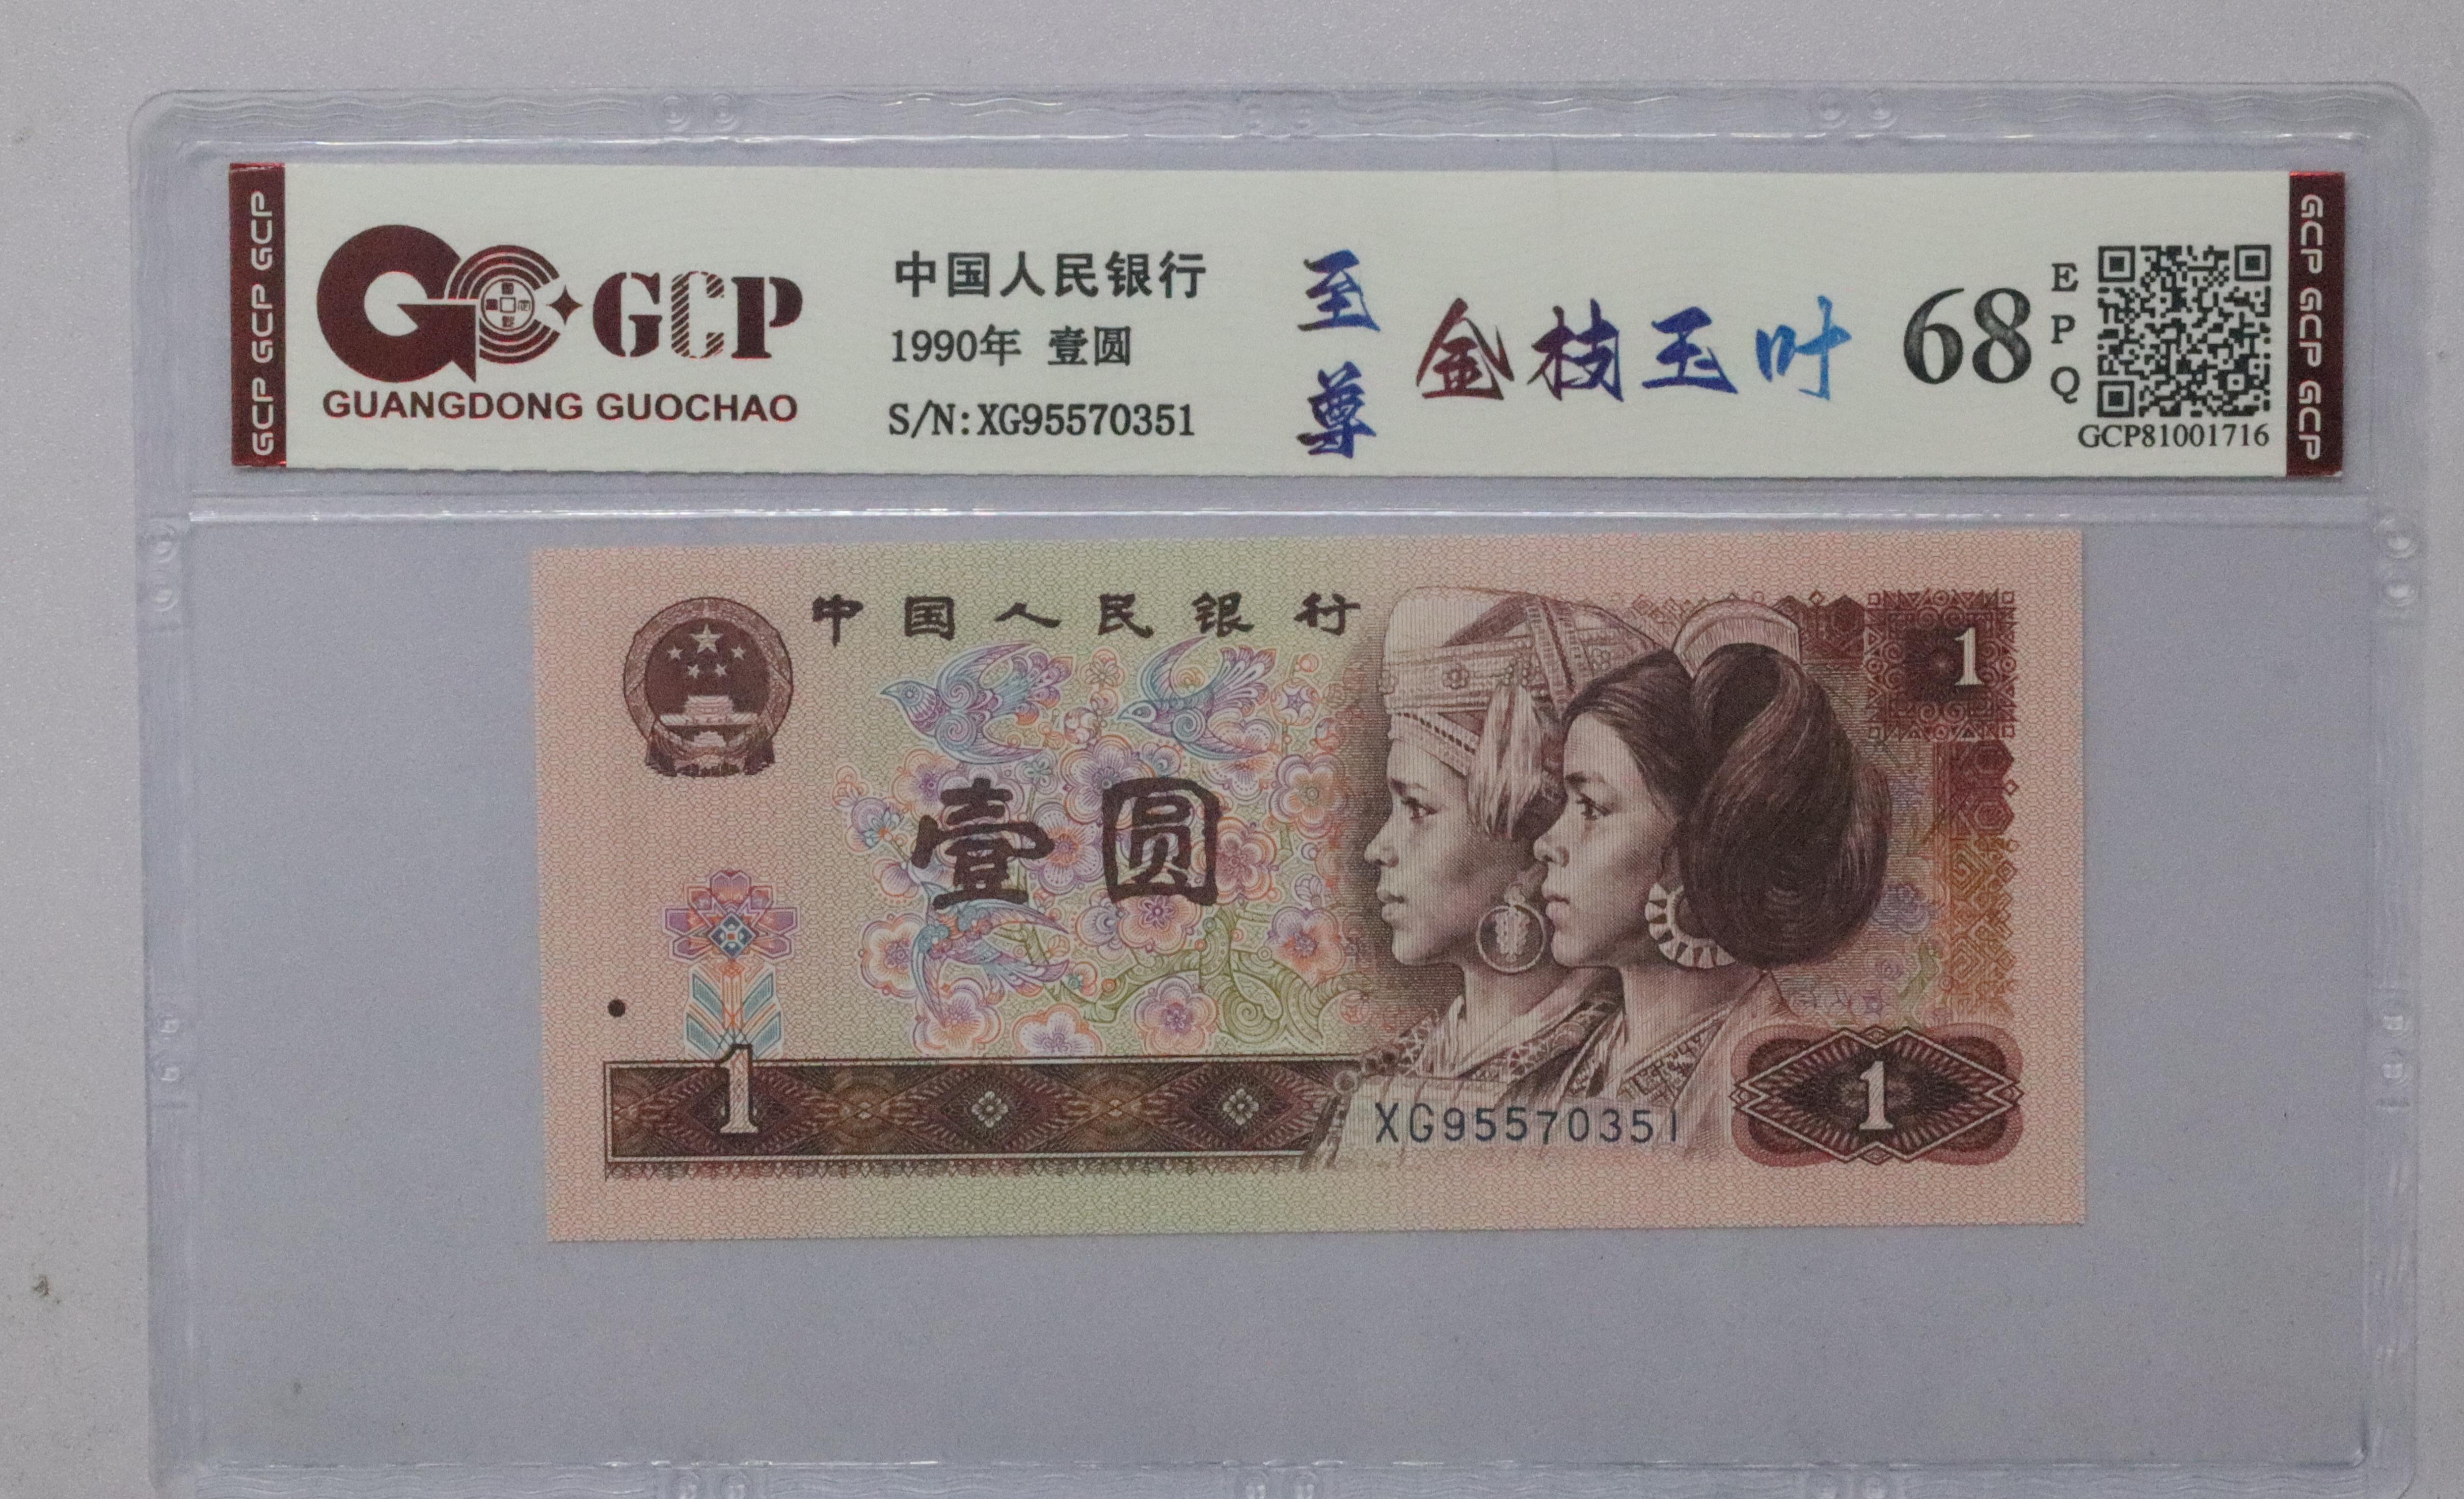 GCP GCP GCP
GCP
GUANGDONG GUOCHAO
中国人民银行
1990年 壹圆
S/N:XG95570351
至尊
金枝玉叶
68
EPQ
GCP81001716
GCP GCP GCP
中国人民银行
1
壹圆
1
XG95570351
1